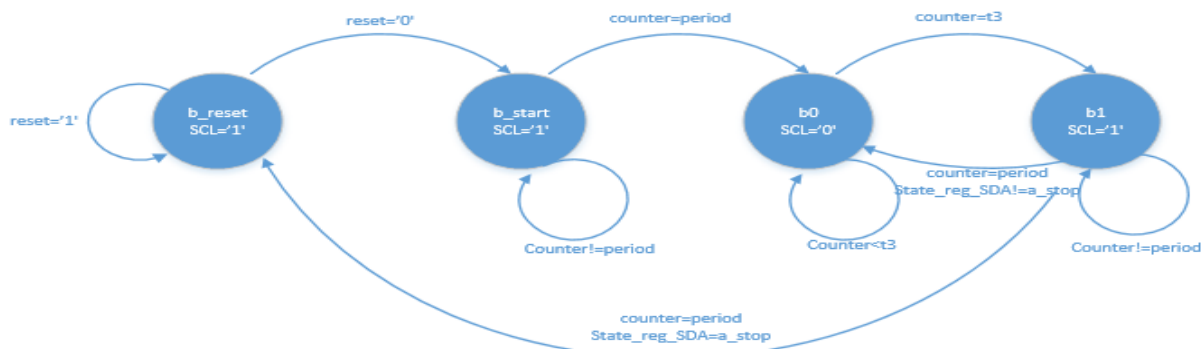 reset='0'
counter=period
counter=t3
reset='1'
b_reset
SCL='1'
b_start
SCL='1'
b0
SCL='0'
b1
SCL='1'
counter=period
State_reg_SDA!=a_stop
Counter!=period
Counter<t3
Counter!=period
counter=period
State_reg_SDA=a_stop